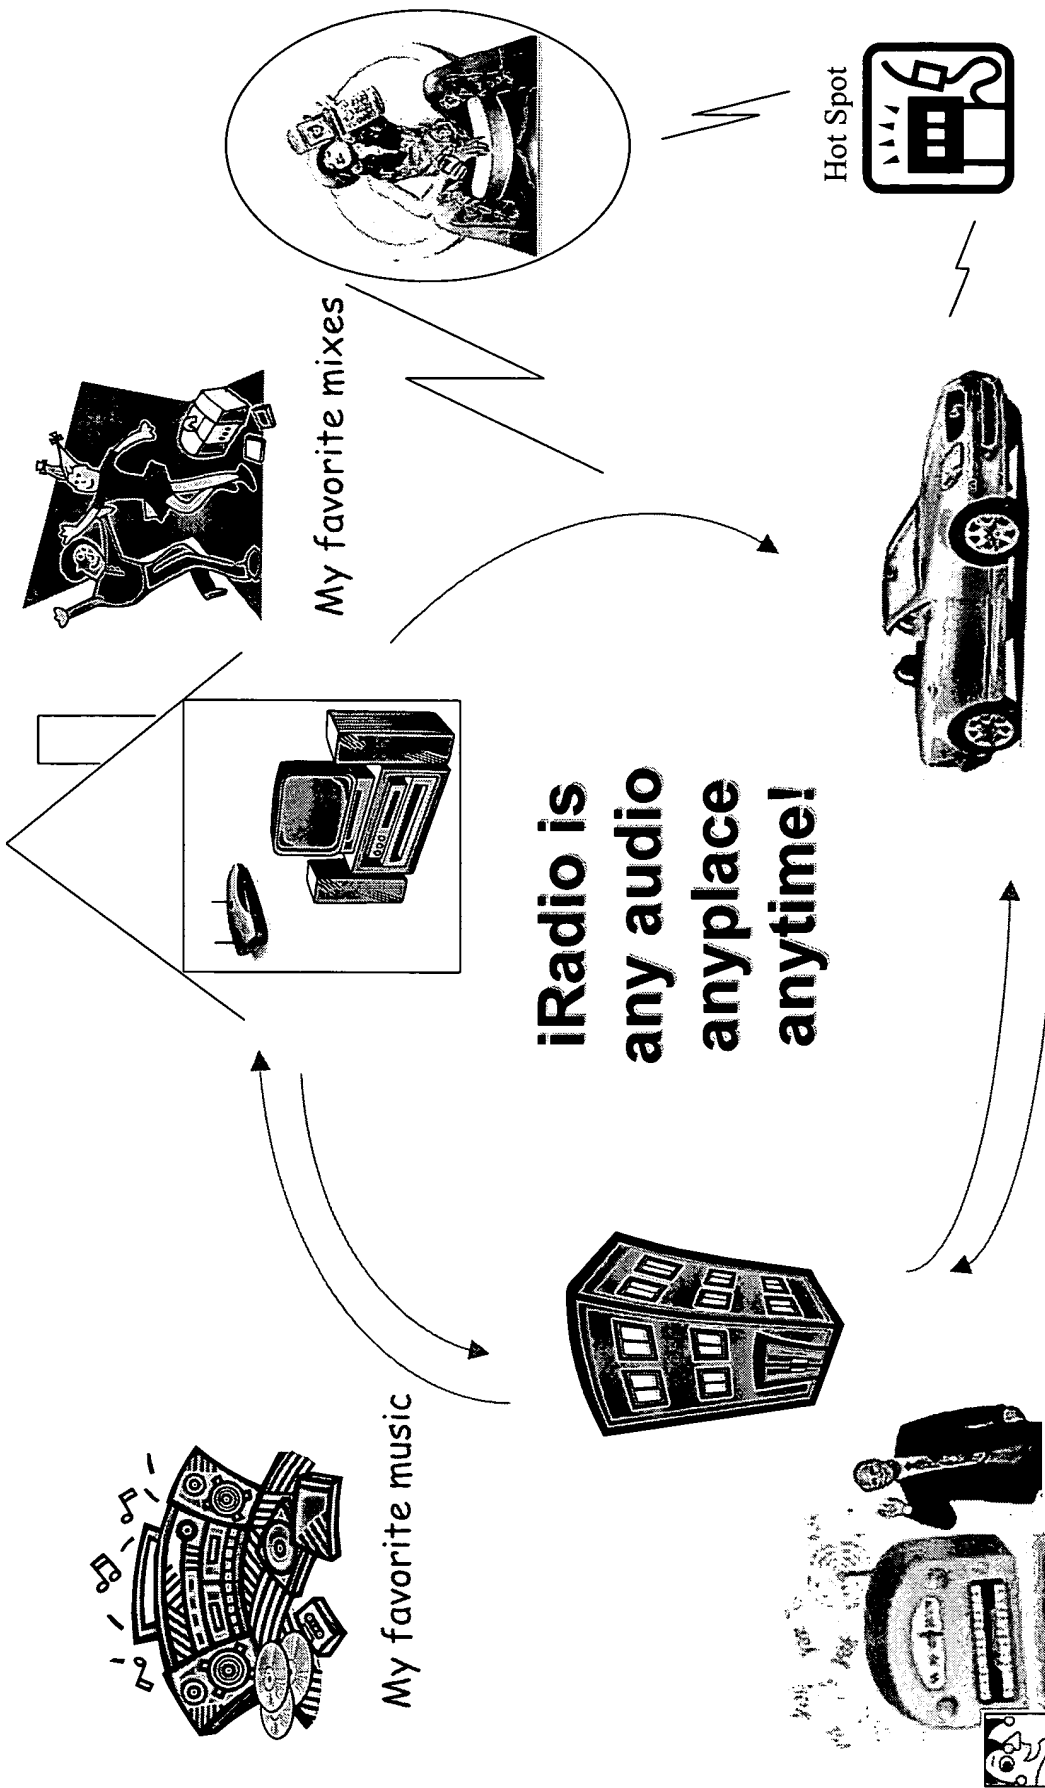 My favorite music
My favorite mixes
iRadio is
any audio
anyplace
anytime!
Hot Spot